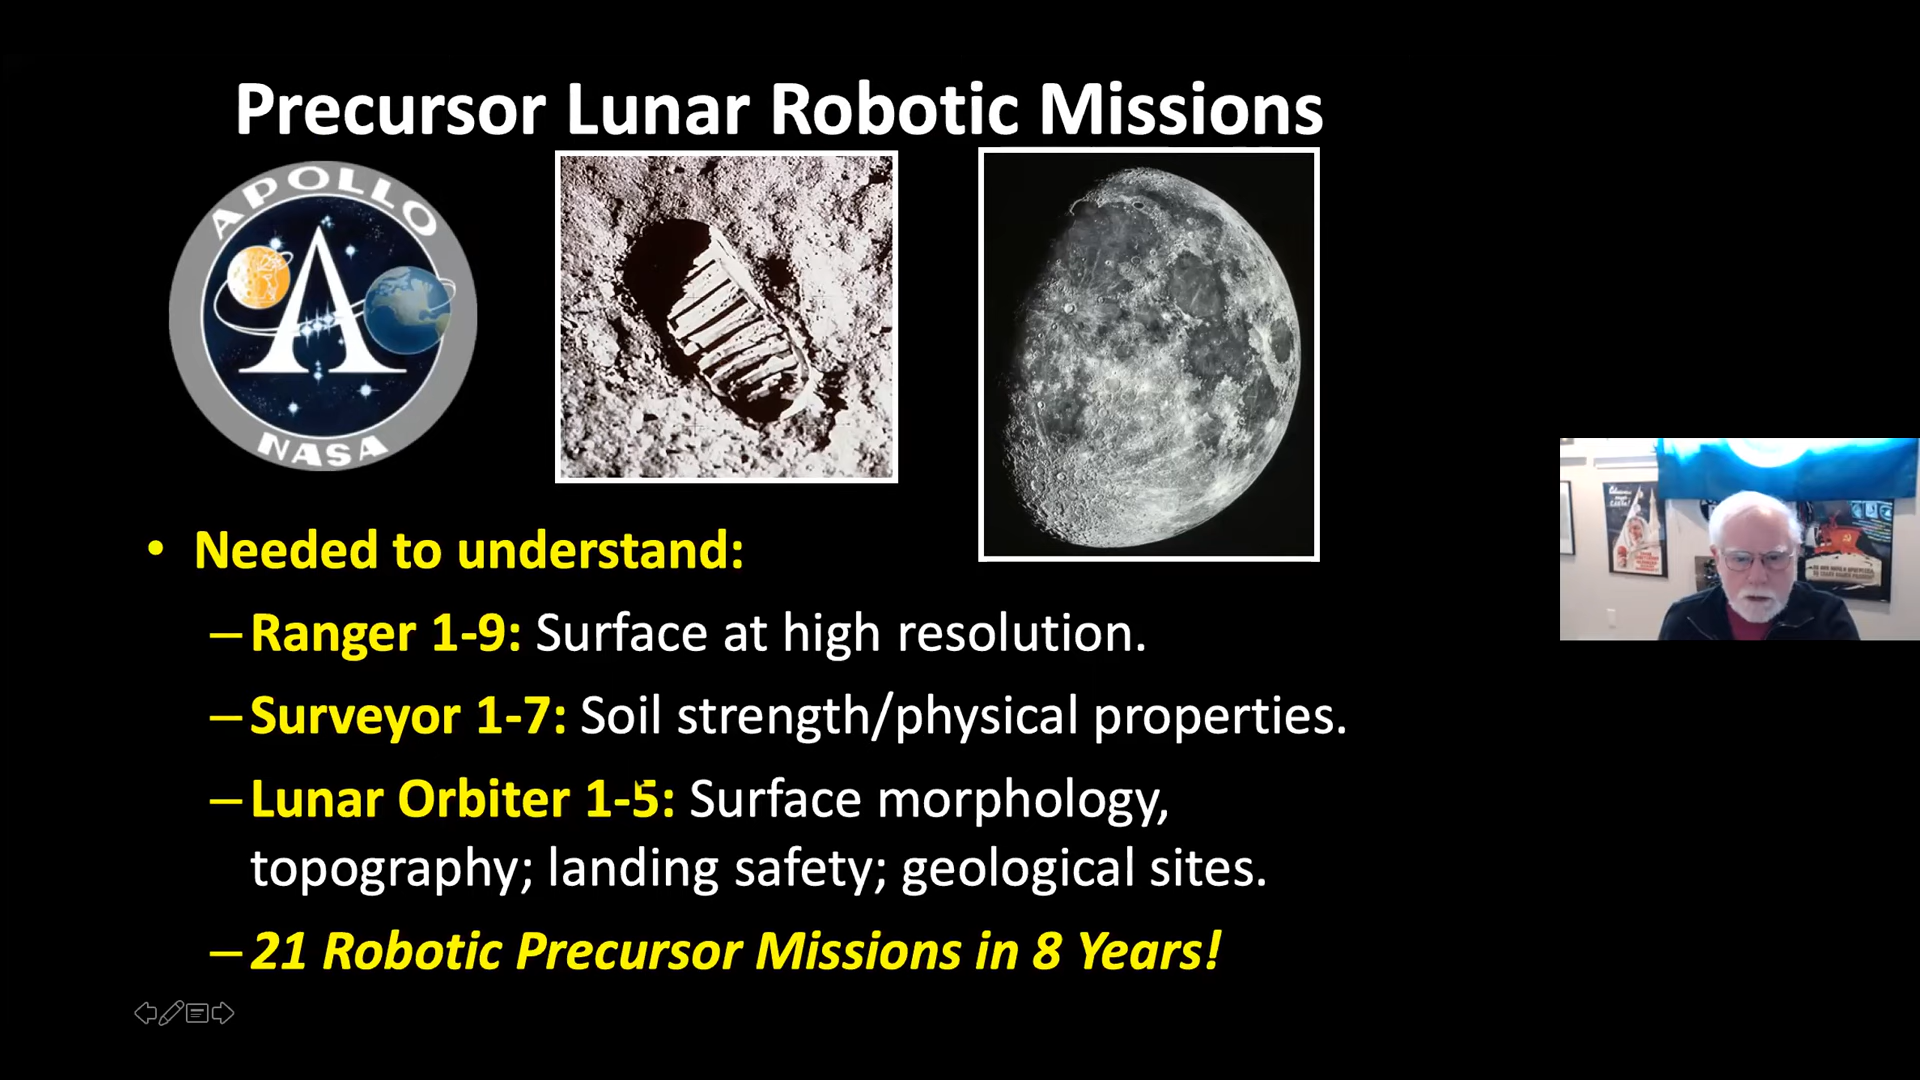 Precursor Lunar Robotic Missions
APOLLO
NASA
• Needed to understand:
– Ranger 1-9: Surface at high resolution.
– Surveyor 1-7: Soil strength/physical properties.
– Lunar Orbiter 1-5: Surface morphology,
topography; landing safety; geological sites.
– 21 Robotic Precursor Missions in 8 Years!